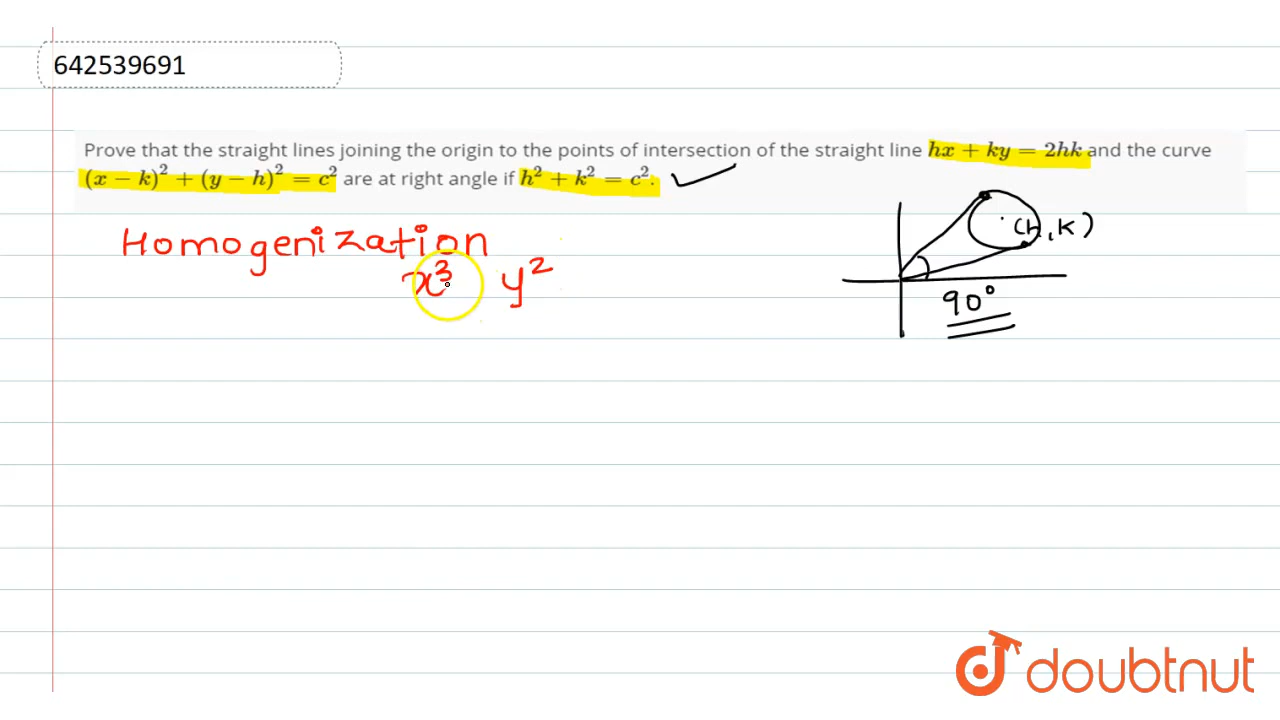 642539691
Prove that the straight lines joining the origin to the points of intersection of the straight line hx + ky = 2hk and the curve
(x − k)² + (y − h)² = c² are at right angle if h² + k² = c².
Homogenization
x³ y²
(h, k)
90°
doubtnut